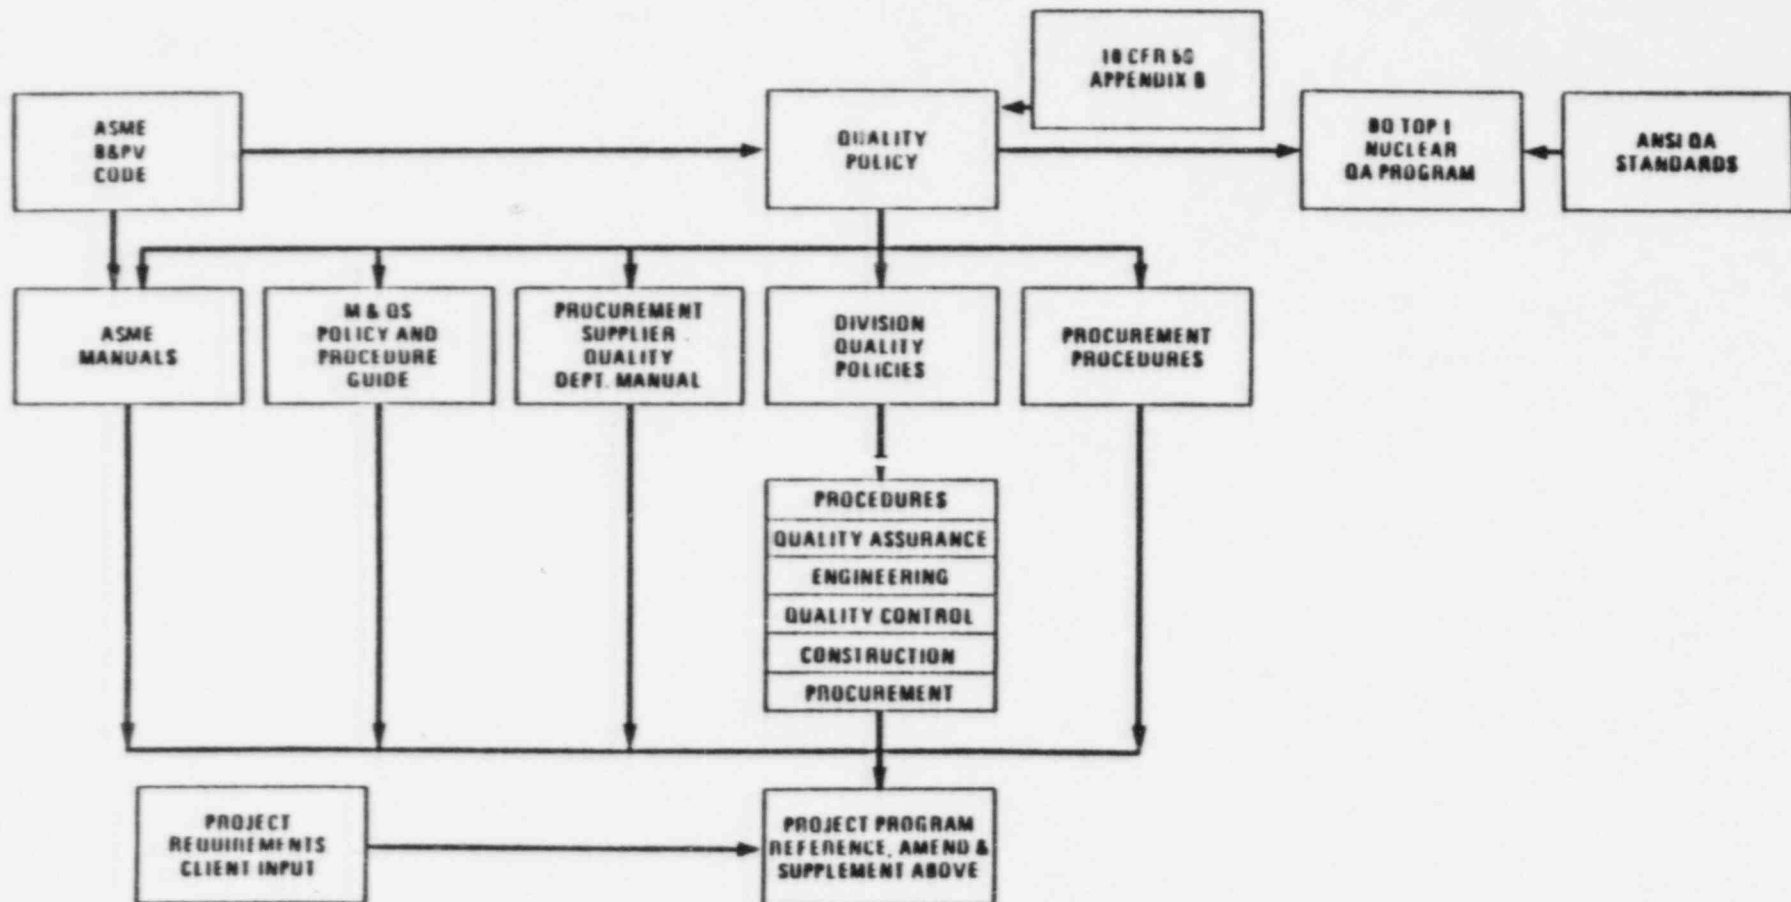 10 CFR 50
APPENDIX B
ASME
B&PV
CODE
QUALITY
POLICY
BQ TOP 1
NUCLEAR
QA PROGRAM
ANSI QA
STANDARDS
ASME
MANUALS
M & QS
POLICY AND
PROCEDURE
GUIDE
PROCUREMENT
SUPPLIER
QUALITY
DEPT. MANUAL
DIVISION
QUALITY
POLICIES
PROCUREMENT
PROCEDURES
PROCEDURES
QUALITY ASSURANCE
ENGINEERING
QUALITY CONTROL
CONSTRUCTION
PROCUREMENT
PROJECT
REQUIREMENTS
CLIENT INPUT
PROJECT PROGRAM
REFERENCE, AMEND &
SUPPLEMENT ABOVE